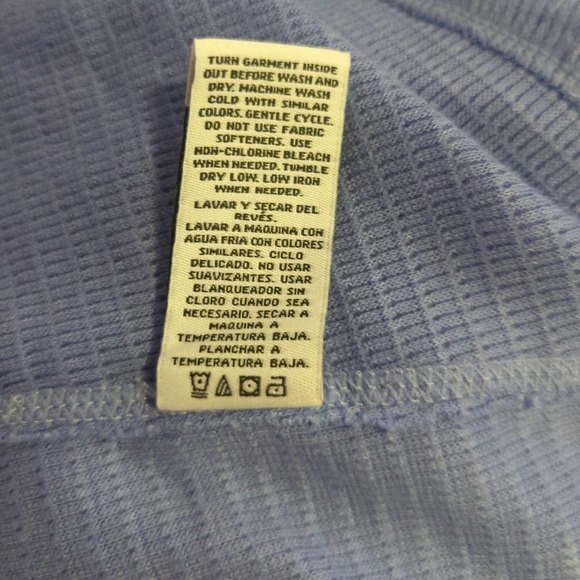 TURN GARMENT INSIDE
OUT BEFORE WASH AND
DRY. MACHINE WASH
COLD WITH SIMILAR
COLORS. GENTLE CYCLE.
DO NOT USE FABRIC
SOFTENERS. USE
NON-CHLORINE BLEACH
WHEN NEEDED. TUMBLE
DRY LOW. LOW IRON
WHEN NEEDED.
LAVAR Y SECAR DEL
REVÉS.
LAVAR A MAQUINA CON
AGUA FRIA CON COLORES
SIMILARES. CICLO
DELICADO. NO USAR
SUAVIZANTES. USAR
BLANQUEADOR SIN
CLORO CUANDO SEA
NECESARIO. SECAR A
MAQUINA A
TEMPERATURA BAJA.
PLANCHAR A
TEMPERATURA BAJA.